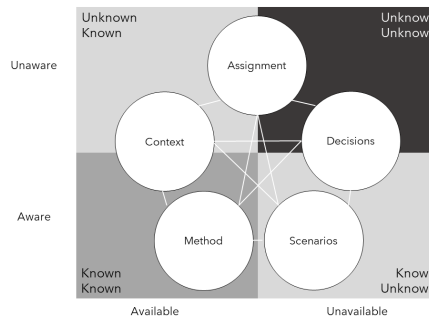 Unknown
Known
Unknow
Unknow
Unaware
Assignment
Context
Decisions
Aware
Method
Scenarios
Known
Known
Know
Unknow
Available
Unavailable